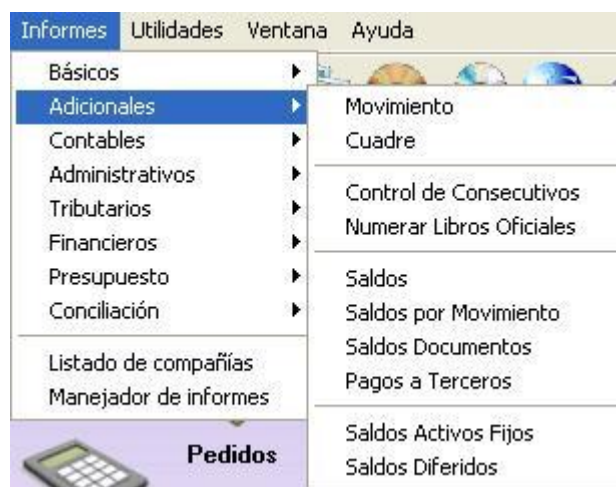 Informes Utilidades Ventana Ayuda
Básicos
Adicionales
Contables
Administrativos
Tributarios
Financieros
Presupuesto
Conciliación
Listado de compañías
Manejador de informes
Movimiento
Cuadre
Control de Consecutivos
Numerar Libros Oficiales
Saldos
Saldos por Movimiento
Saldos Documentos
Pagos a Terceros
Saldos Activos Fijos
Saldos Diferidos
Pedidos